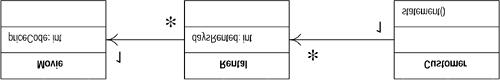 Movie
priceCode: int
1
*
Rental
daysRented: int
*
1
Customer
statement()